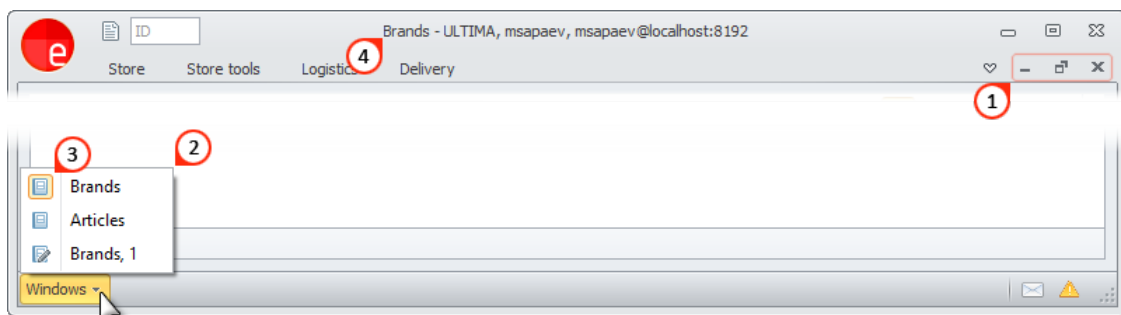 e
ID
Brands - ULTIMA, msapaev, msapaev@localhost:8192
4
Store Store tools Logistics Delivery
1
3
2
Brands
Articles
Brands, 1
Windows